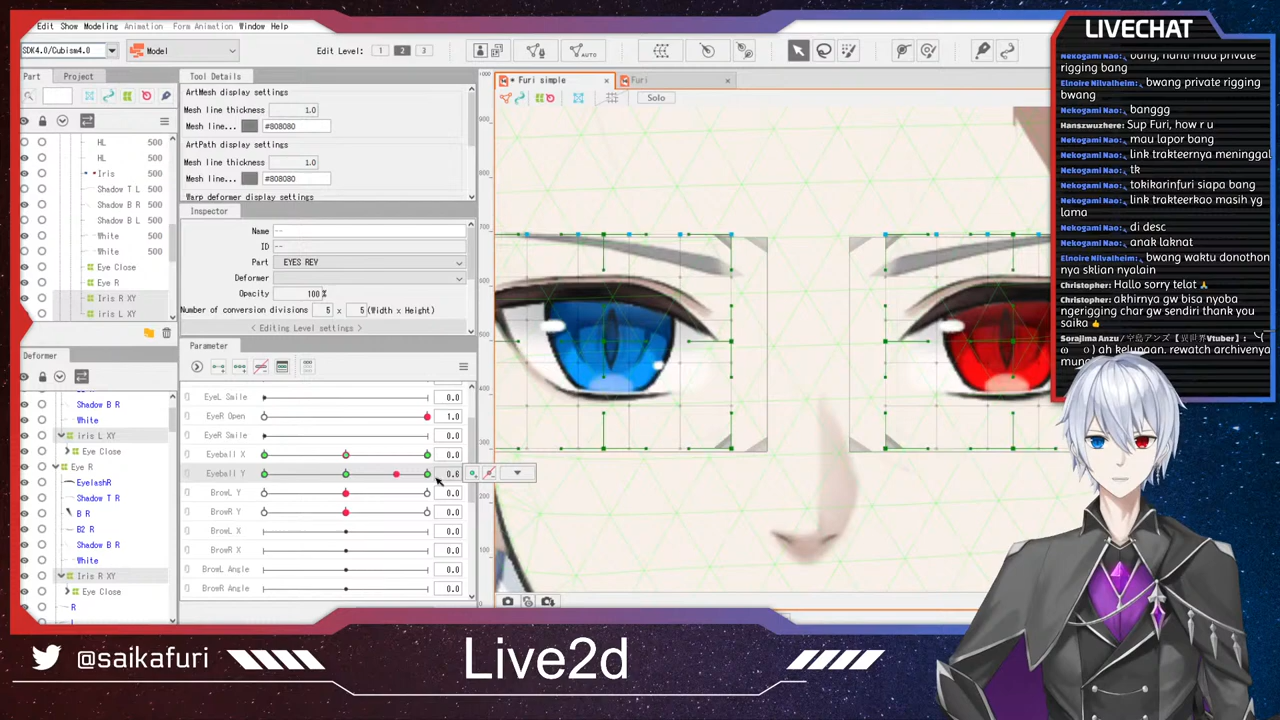 Edit Show Modeling Animation Form Animation Window Help
SDK4.0/Cubism4.0
Model
Edit Level: 1 2 3
AUTO
Part
Project
HL 500
HL 500
Iris 500
Shadow T L 500
Shadow B R 500
Shadow B L 500
White 500
White 500
Eye Close
Eye R
Iris R XY
iris L XY
Deformer
Shadow B R
White
iris L XY
Eye Close
Eye R
EyelashR
Shadow T R
B R
B2 R
Shadow B R
White
Iris R XY
Eye Close
R
Tool Details
ArtMesh display settings
Mesh line thickness 1.0
Mesh line... #808080
ArtPath display settings
Mesh line thickness 1.0
Mesh line... #808080
Warp deformer display settings
Inspector
Name --
ID --
Part EYES REV
Deformer
Opacity 100 %
Number of conversion divisions 5 x 5 (Width x Height)
< Editing Level settings >
Parameter
EyeL Smile 0.0
EyeR Open 1.0
EyeR Smile 0.0
Eyeball X 0.0
Eyeball Y 0.6
BrowL Y 0.0
BrowR Y 0.0
BrowL X 0.0
BrowR X 0.0
BrowL Angle 0.0
BrowR Angle 0.0
* Furi simple ×
Furi ×
Solo
LIVECHAT
Nekogami Nao: bang, nanti mau private
rigging bang
Elnoire Nilvalheim: bwang private rigging
bwang
Nekogami Nao: banggg
Hanszwuzhere: Sup Furi, how r u
Nekogami Nao: mau lapor bang
Nekogami Nao: link trakteernya meninggal
Nekogami Nao: tk
Nekogami Nao: tokikarinfuri siapa bang
Nekogami Nao: link trakteerkao masih yg
lama
Nekogami Nao: di desc
Nekogami Nao: anak laknat
Elnoire Nilvalheim: bwang waktu donothon
nya sklian nyalain
Christopher: Hallo sorry telat 🙏
Christopher: akhirnya gw bisa nyoba
ngerigging char gw sendiri thank you
saika 👍
ah kelupaan. rewatch archivenya
@saikafuri
Live2d